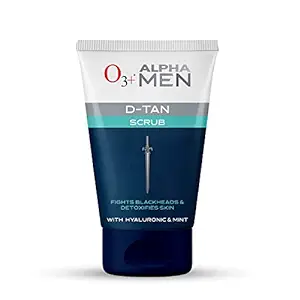 O3+ ALPHA
MEN
D-TAN
SCRUB
FIGHTS BLACKHEADS &
DETOXIFIES SKIN
WITH HYALURONIC & MINT